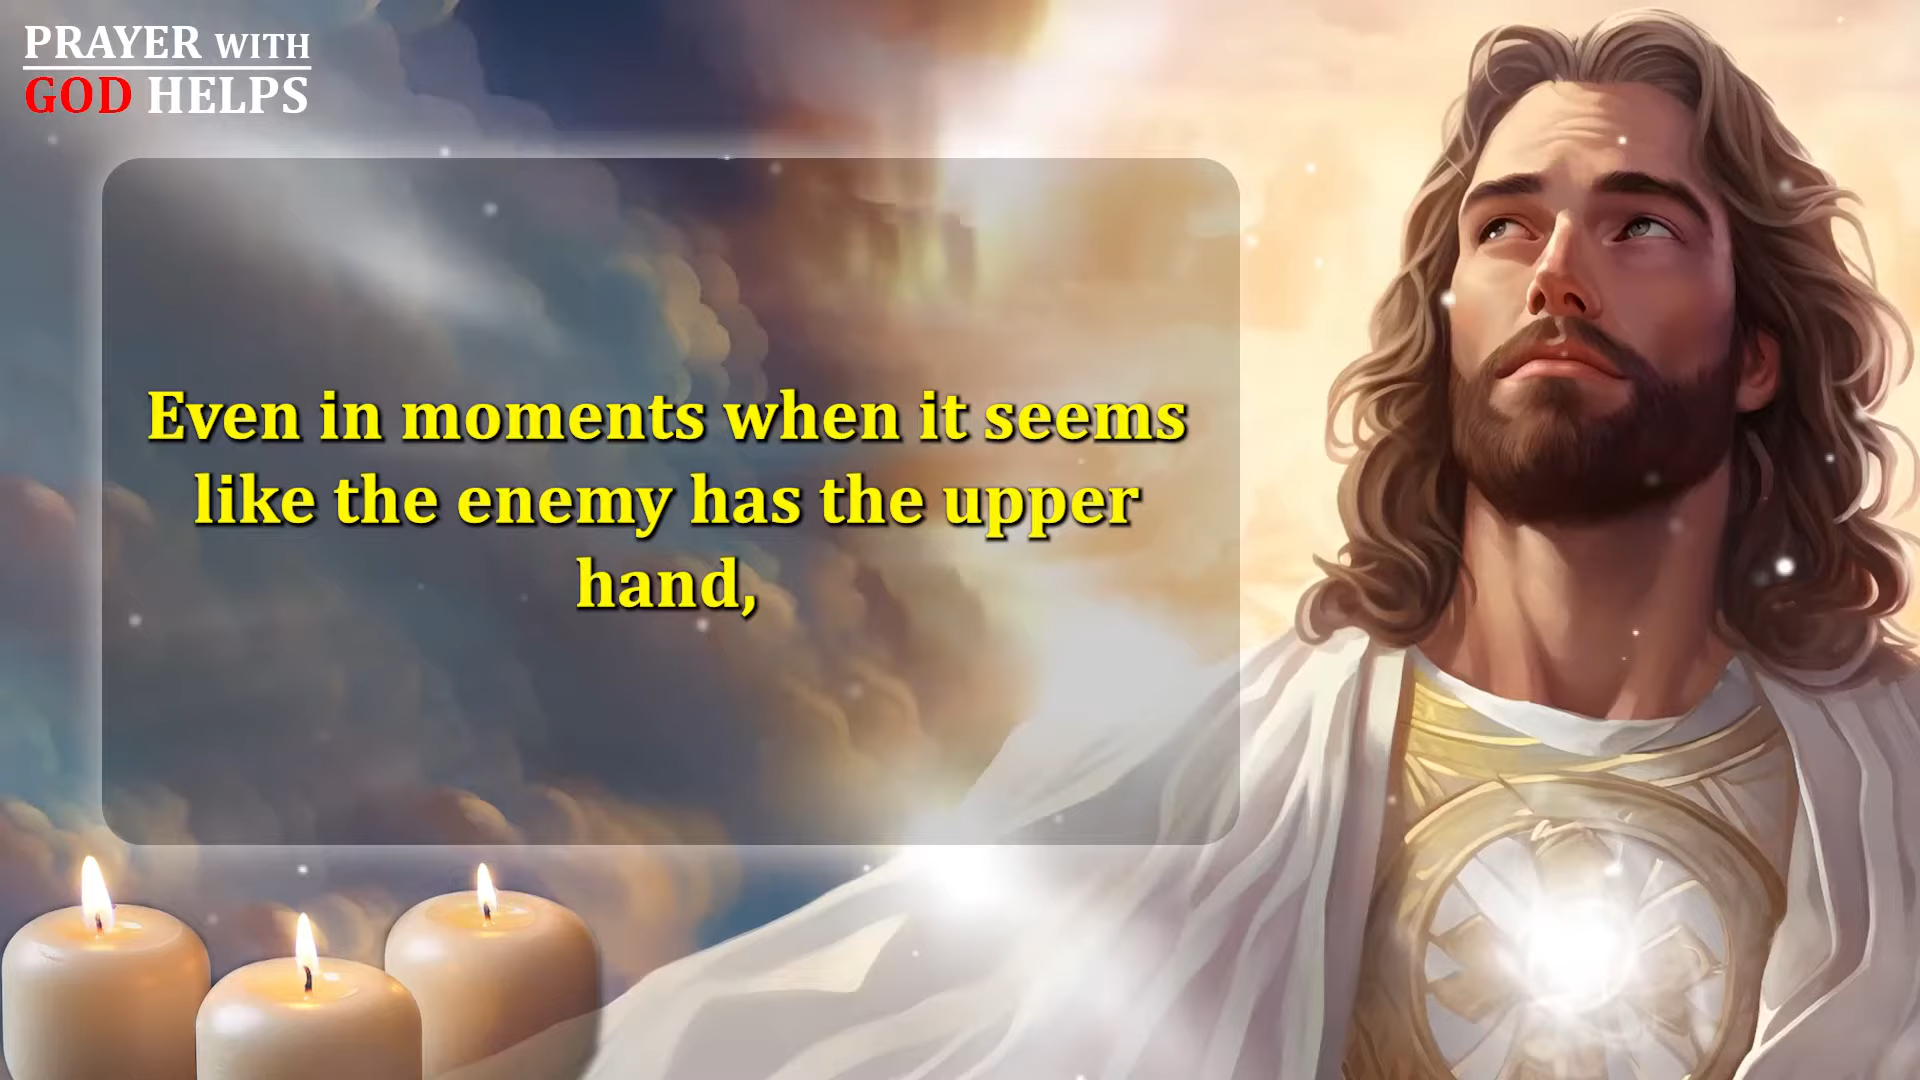 PRAYER WITH
GOD HELPS
Even in moments when it seems
like the enemy has the upper
hand,